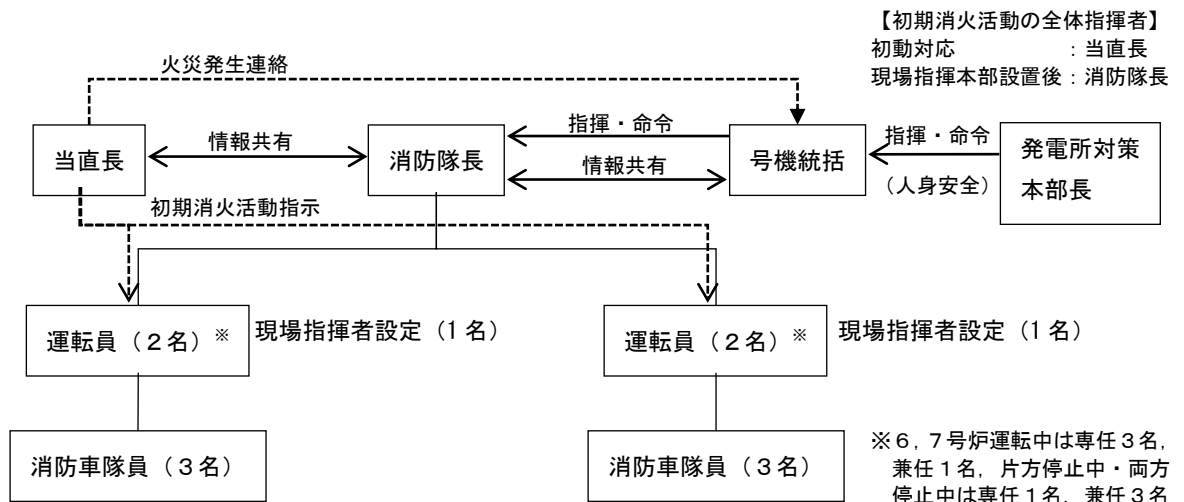 【初期消火活動の全体指揮者】
初動対応　　　　　：当直長
現場指揮本部設置後：消防隊長
火災発生連絡
当直長
情報共有
消防隊長
指揮・命令
情報共有
号機統括
指揮・命令
（人身安全）
発電所対策
本部長
初期消火活動指示
運転員（２名）※
現場指揮者設定（１名）
運転員（２名）※
現場指揮者設定（１名）
消防車隊員（３名）
消防車隊員（３名）
※６，７号炉運転中は専任３名，
兼任１名，片方停止中・両方
停止中は専任１名，兼任３名